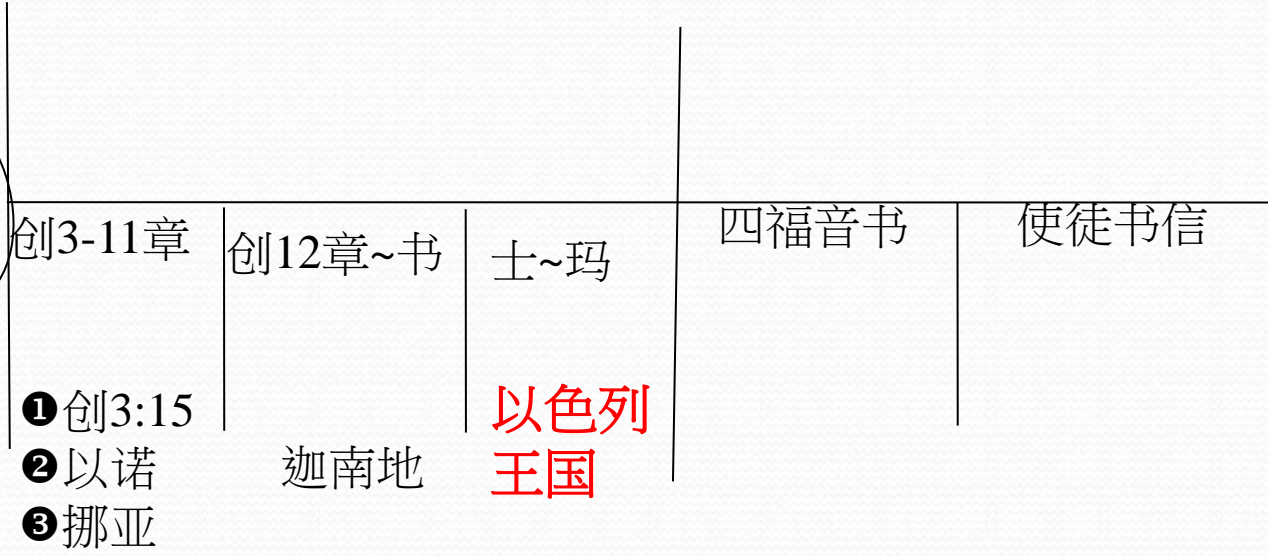 创3-11章
❶创3:15
❷以诺
❸挪亚
创12章~书
迦南地
士~玛
以色列
王国
四福音书
使徒书信